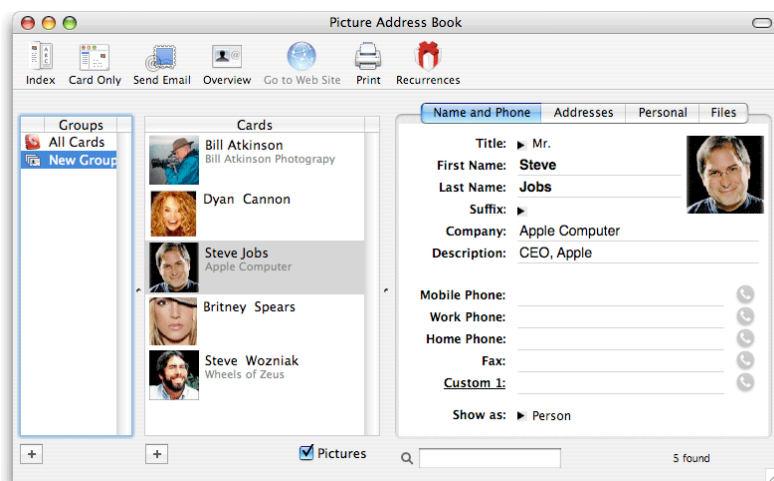 Picture Address Book
Index Card Only Send Email Overview Go to Web Site Print Recurrences
Groups
All Cards
New Group
Cards
Bill Atkinson
Bill Atkinson Photograpy
Dyan Cannon
Steve Jobs
Apple Computer
Britney Spears
Steve Wozniak
Wheels of Zeus
Pictures
Name and Phone Addresses Personal Files
Title: Mr.
First Name: Steve
Last Name: Jobs
Suffix:
Company: Apple Computer
Description: CEO, Apple
Mobile Phone:
Work Phone:
Home Phone:
Fax:
Custom 1:
Show as: Person
5 found